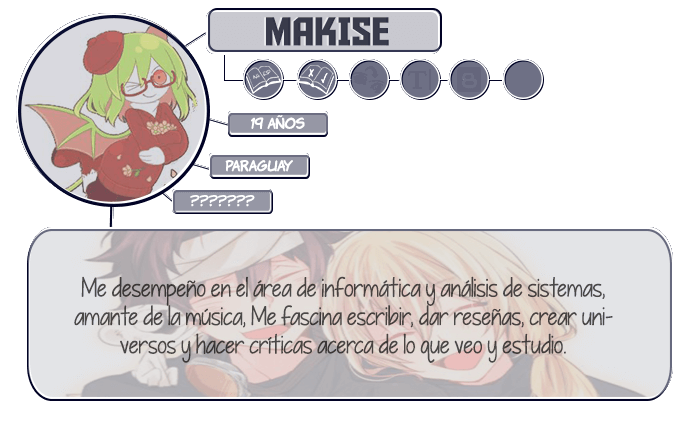 MAKISE
19 AÑOS
PARAGUAY
???????
Me desempeño en el área de informática y análisis de sistemas,
amante de la música, Me fascina escribir, dar reseñas, crear uni-
versos y hacer críticas acerca de lo que veo y estudio.